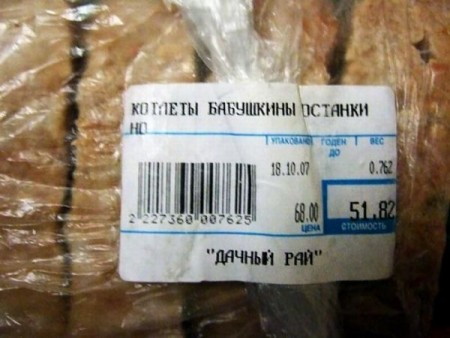 КОТЛЕТЫ БАБУШКИНЫ ОСТАНКИ
НО
УПАКОВАНО ГОДЕН ДО ВЕС
18.10.07 0.762
2 227360 007625
68.00 51.82
ЦЕНА СТОИМОСТЬ
"ДАЧНЫЙ РАЙ"